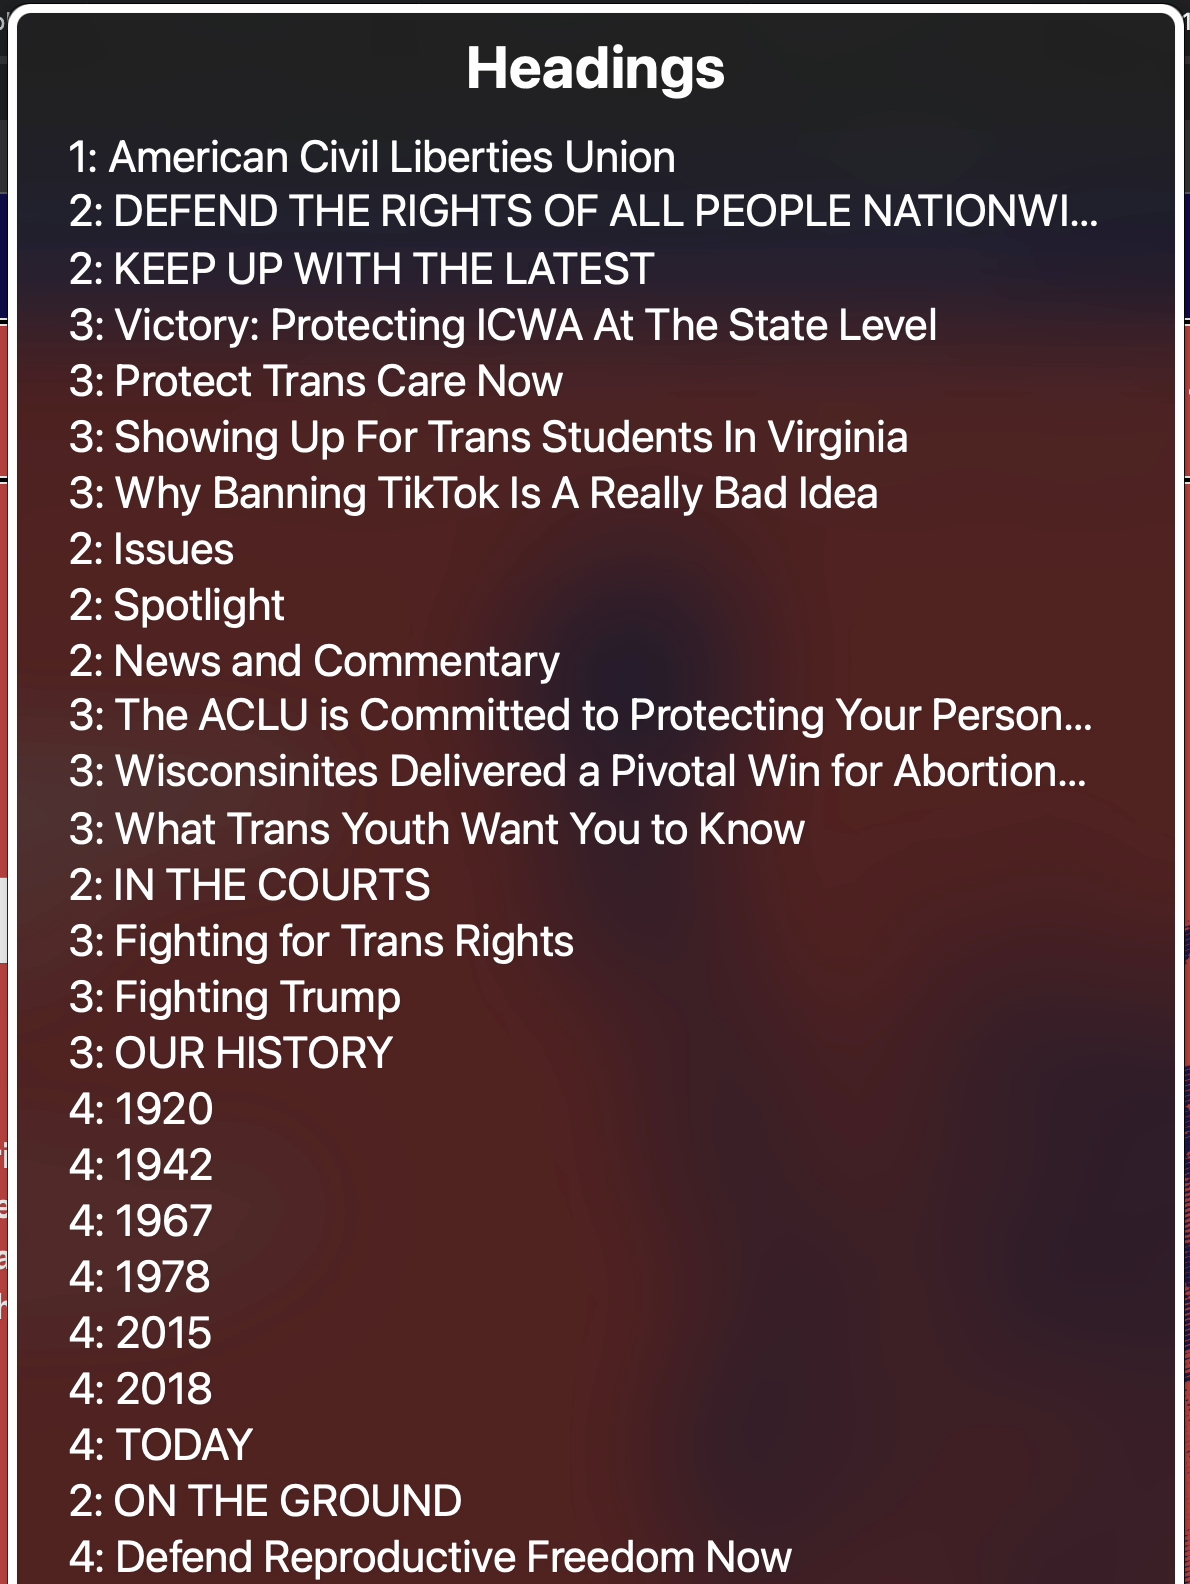 Headings
1: American Civil Liberties Union
2: DEFEND THE RIGHTS OF ALL PEOPLE NATIONWI...
2: KEEP UP WITH THE LATEST
3: Victory: Protecting ICWA At The State Level
3: Protect Trans Care Now
3: Showing Up For Trans Students In Virginia
3: Why Banning TikTok Is A Really Bad Idea
2: Issues
2: Spotlight
2: News and Commentary
3: The ACLU is Committed to Protecting Your Person...
3: Wisconsinites Delivered a Pivotal Win for Abortion...
3: What Trans Youth Want You to Know
2: IN THE COURTS
3: Fighting for Trans Rights
3: Fighting Trump
3: OUR HISTORY
4: 1920
4: 1942
4: 1967
4: 1978
4: 2015
4: 2018
4: TODAY
2: ON THE GROUND
4: Defend Reproductive Freedom Now